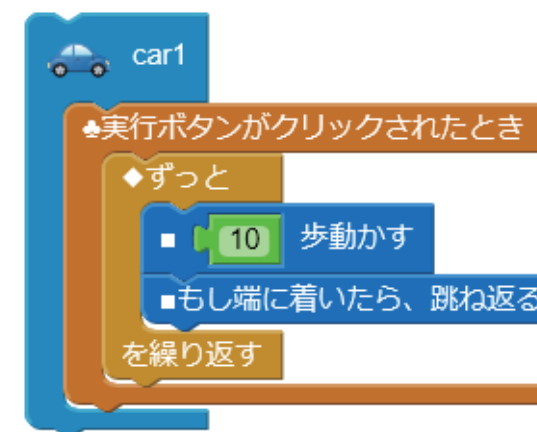 car1
♣実行ボタンがクリックされたとき
◆ずっと
■ 10 歩動かす
■もし端に着いたら、跳ね返る
を繰り返す